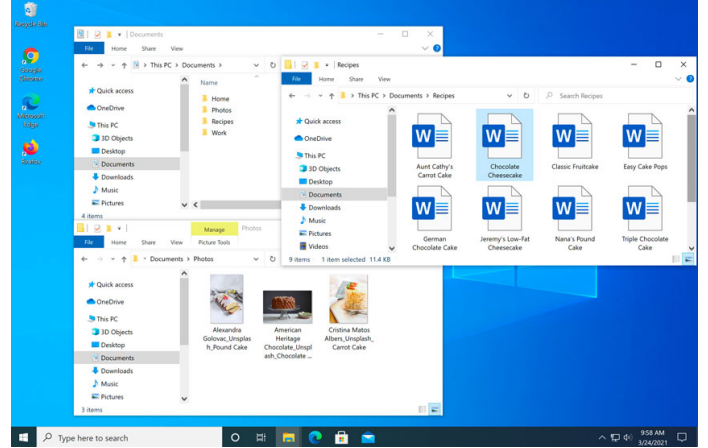 Recycle Bin
Google
Chrome
Microsoft
Edge
Firefox
Documents
File Home Share View
This PC > Documents >
Quick access
OneDrive
This PC
3D Objects
Desktop
Documents
Downloads
Music
Pictures
Name
Home
Photos
Recipes
Work
4 items
Recipes
File Home Share View
> This PC > Documents > Recipes
Search Recipes
Quick access
OneDrive
This PC
3D Objects
Desktop
Documents
Downloads
Music
Pictures
Videos
Aunt Cathy's
Carrot Cake
Chocolate
Cheesecake
Classic Fruitcake
Easy Cake Pops
German
Chocolate Cake
Jeremy's Low-Fat
Cheesecake
Nana's Pound
Cake
Triple Chocolate
Cake
9 items 1 item selected 11.4 KB
Manage Photos
File Home Share View Picture Tools
Documents > Photos
Quick access
OneDrive
This PC
3D Objects
Desktop
Documents
Downloads
Music
Pictures
Alexandra
Golovac_Unsplas
h_Pound Cake
American
Heritage
Chocolate_Unspl
ash_Chocolate ...
Cristina Matos
Albers_Unsplash_
Carrot Cake
3 items
Type here to search
9:58 AM
3/24/2021